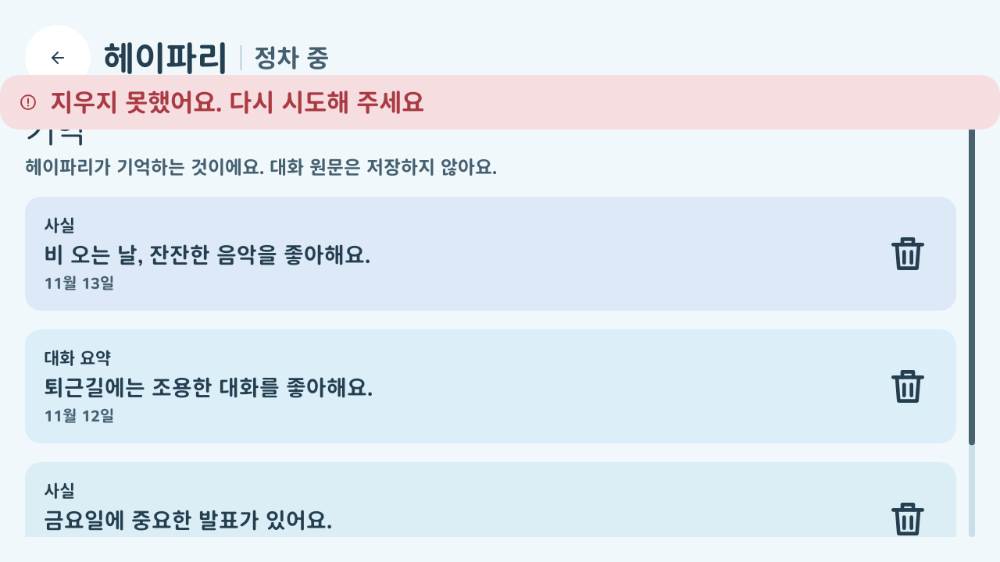 헤이파리
정차 중
지우지 못했어요. 다시 시도해 주세요
기억
헤이파리가 기억하는 것이에요. 대화 원문은 저장하지 않아요.
사실
비 오는 날, 잔잔한 음악을 좋아해요.
11월 13일
대화 요약
퇴근길에는 조용한 대화를 좋아해요.
11월 12일
사실
금요일에 중요한 발표가 있어요.